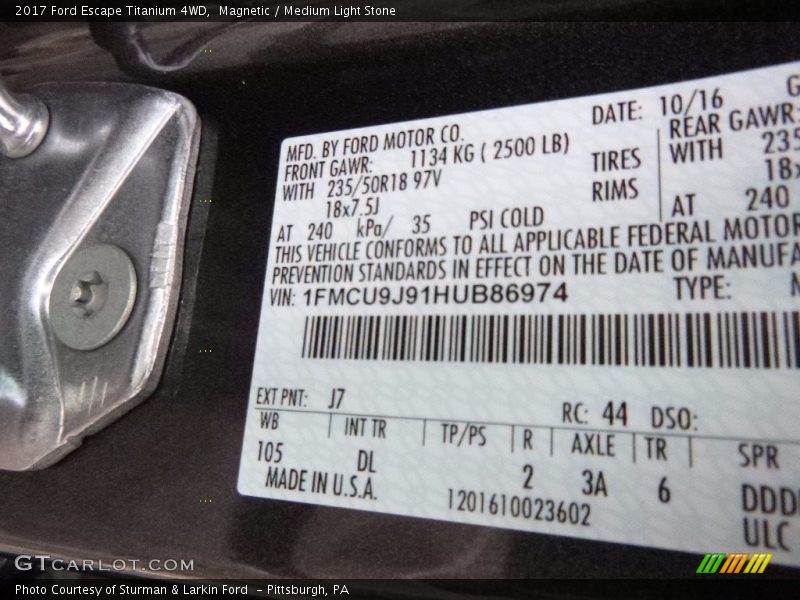 2017 Ford Escape Titanium 4WD, Magnetic / Medium Light Stone
MFD. BY FORD MOTOR CO.
DATE: 10/16
FRONT GAWR: 1134 KG ( 2500 LB)
REAR GAWR:
WITH 235/50R18 97V TIRES WITH 235
18x7.5J RIMS 18x
AT 240 kPa/ 35 PSI COLD AT 240
THIS VEHICLE CONFORMS TO ALL APPLICABLE FEDERAL MOTOR
PREVENTION STANDARDS IN EFFECT ON THE DATE OF MANUFA
VIN: 1FMCU9J91HUB86974 TYPE:
EXT PNT: J7 RC: 44 DSO:
WB INT TR TP/PS R AXLE TR SPR
105 DL 2 3A 6 DDDD
MADE IN U.S.A. 1201610023602 ULC
GTCARLOT.COM
Photo Courtesy of Sturman & Larkin Ford - Pittsburgh, PA